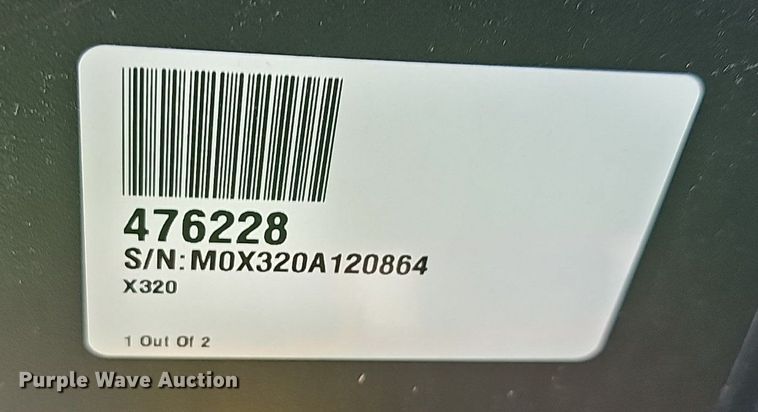 476228
S/N:M0X320A120864
X320
1 Out Of 2
Purple Wave Auction